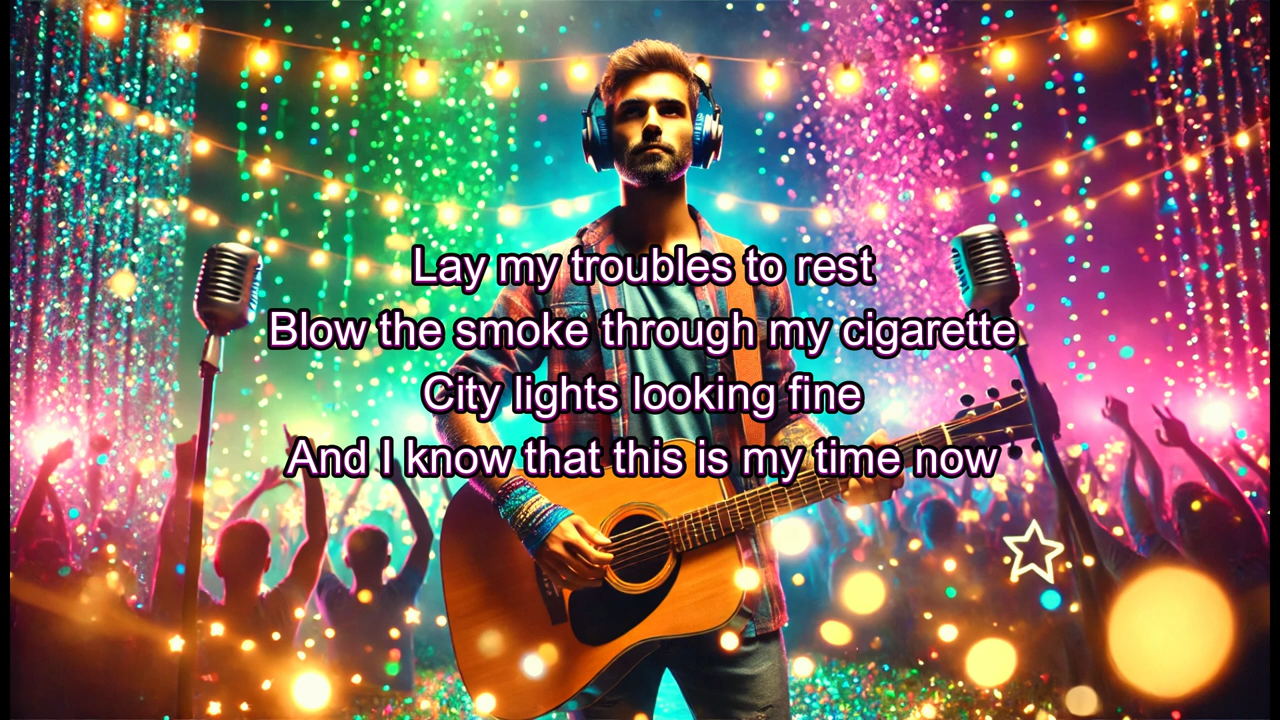 Lay my troubles to rest
Blow the smoke through my cigarette
City lights looking fine
And I know that this is my time now